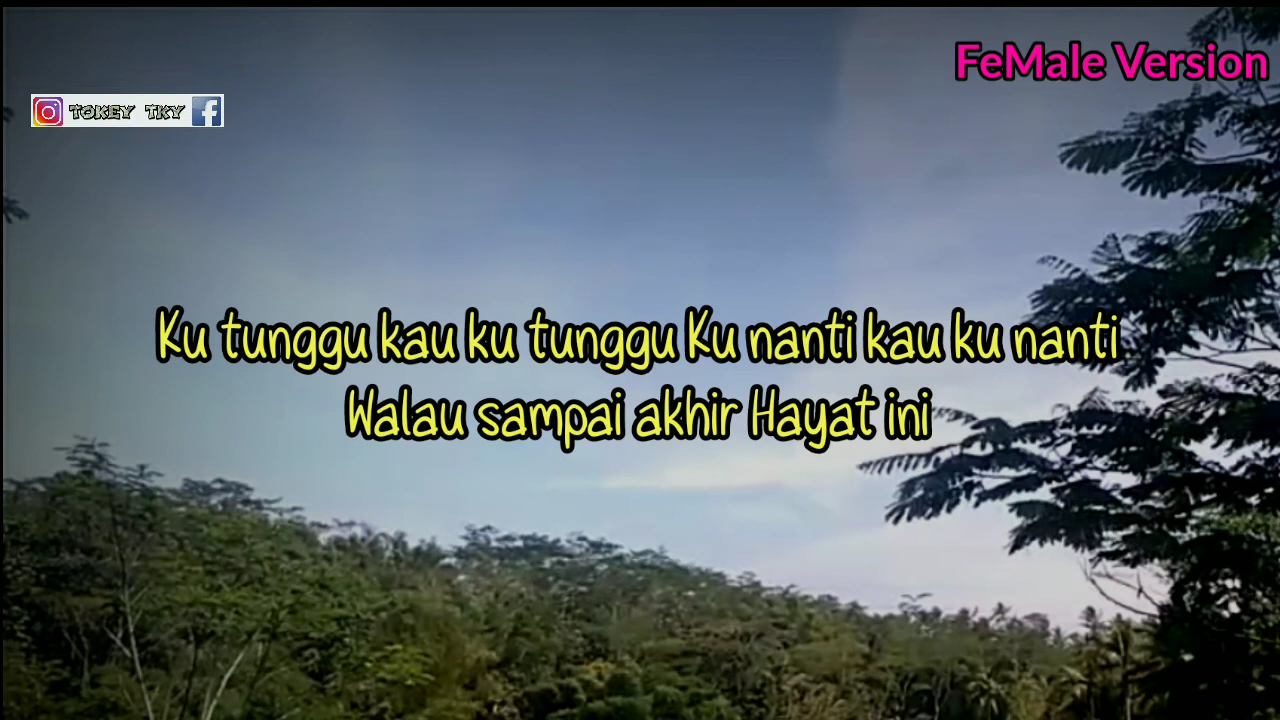 FeMale Version
TOKEY TKY
Ku tunggu kau ku tunggu Ku nanti kau ku nanti
Walau sampai akhir Hayat ini